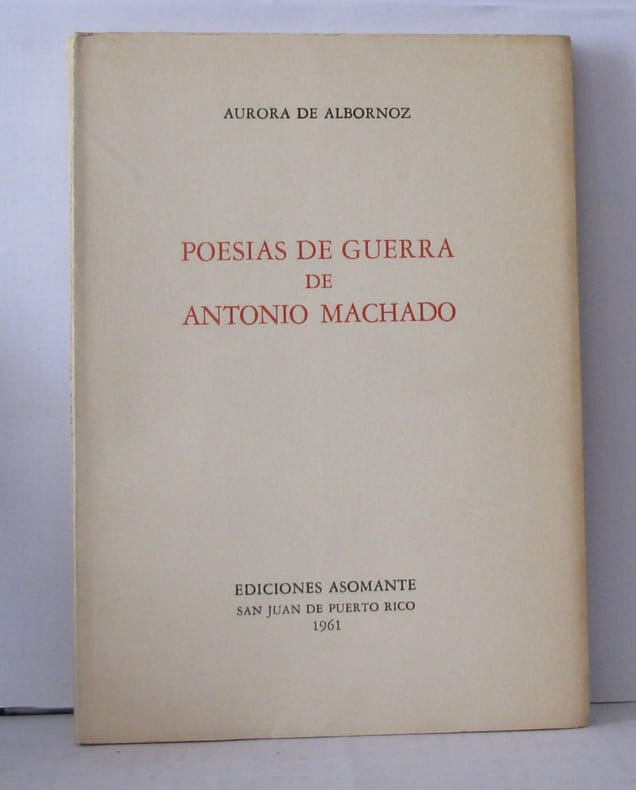 AURORA DE ALBORNOZ
POESIAS DE GUERRA
DE
ANTONIO MACHADO
EDICIONES ASOMANTE
SAN JUAN DE PUERTO RICO
1961